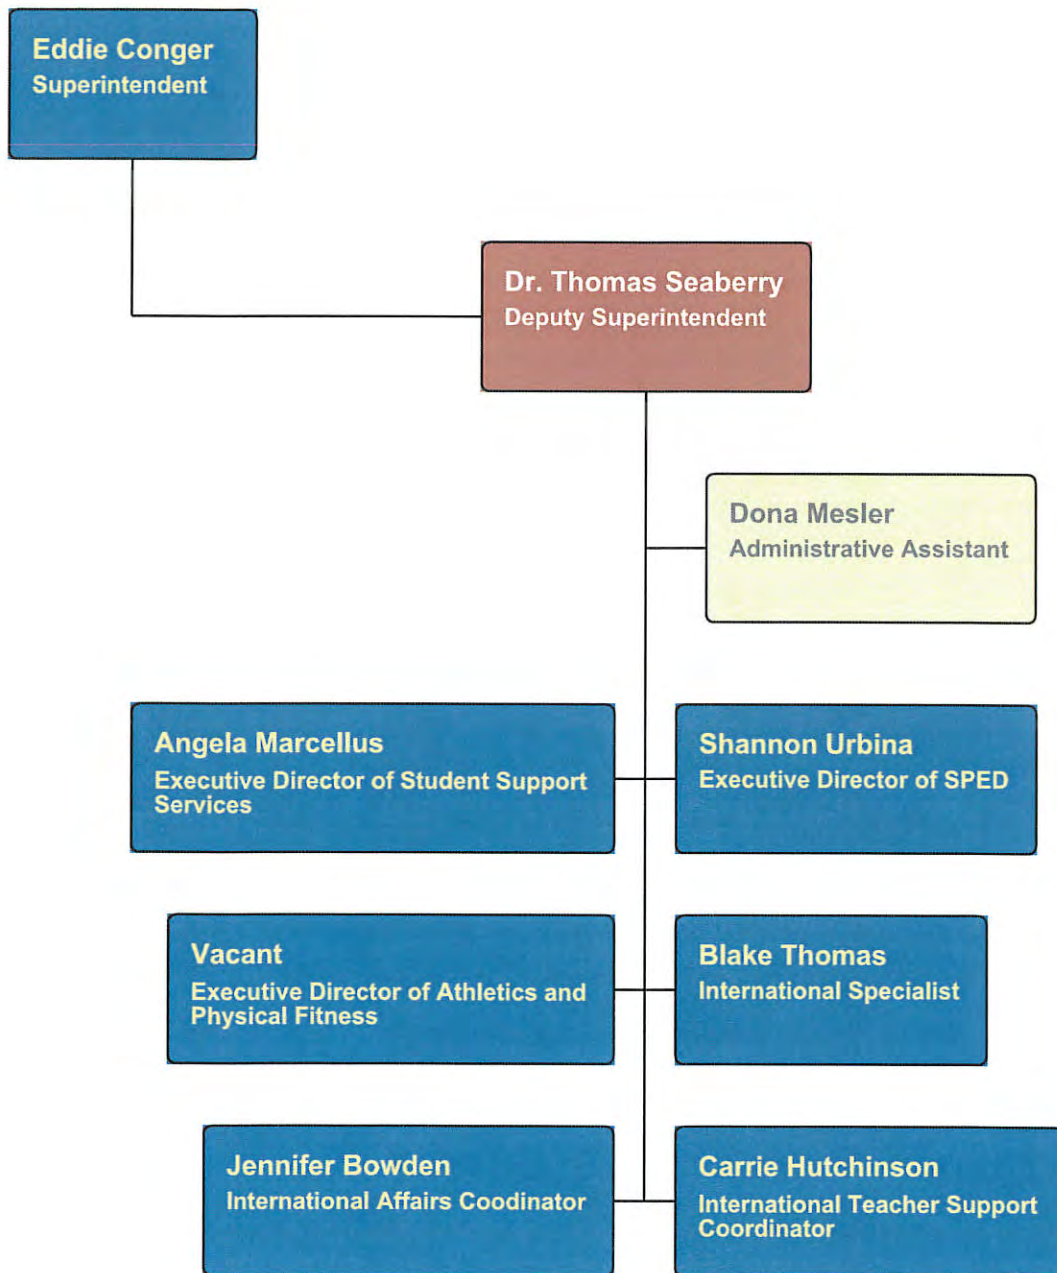 Eddie Conger
Superintendent
Dr. Thomas Seaberry
Deputy Superintendent
Dona Mesler
Administrative Assistant
Angela Marcellus
Executive Director of Student Support
Services
Shannon Urbina
Executive Director of SPED
Vacant
Executive Director of Athletics and
Physical Fitness
Blake Thomas
International Specialist
Jennifer Bowden
International Affairs Coodinator
Carrie Hutchinson
International Teacher Support
Coordinator